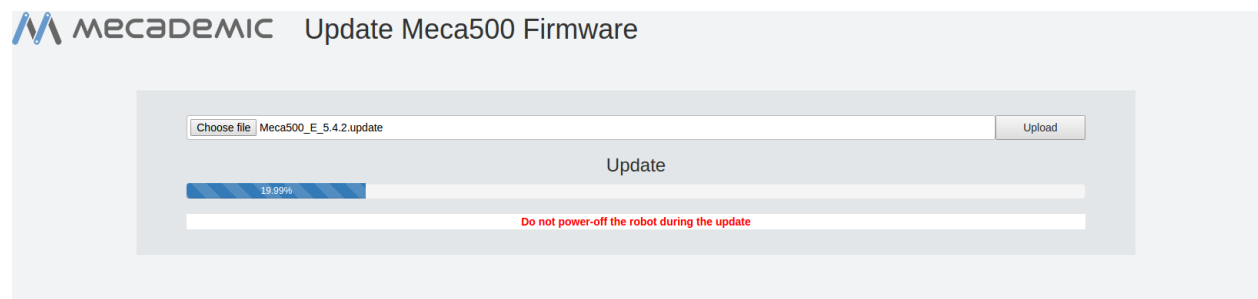 MecaDemic Update Meca500 Firmware
Choose file Meca500_E_5.4.2.update Upload
Update
19.99%
Do not power-off the robot during the update